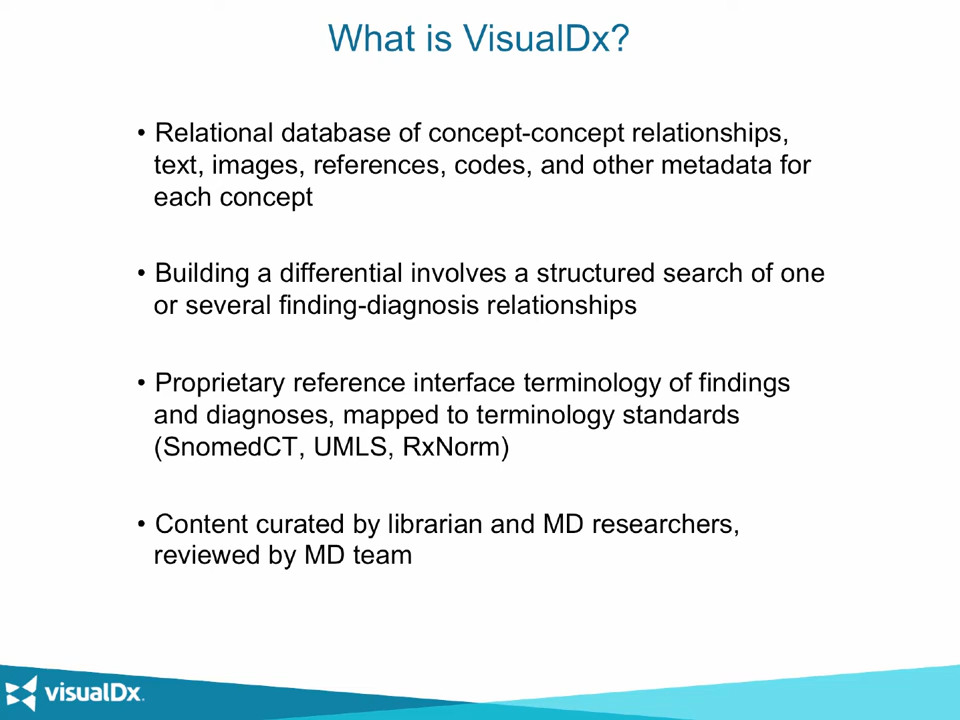 What is VisualDx?
• Relational database of concept-concept relationships,
text, images, references, codes, and other metadata for
each concept
• Building a differential involves a structured search of one
or several finding-diagnosis relationships
• Proprietary reference interface terminology of findings
and diagnoses, mapped to terminology standards
(SnomedCT, UMLS, RxNorm)
• Content curated by librarian and MD researchers,
reviewed by MD team
visualDx.